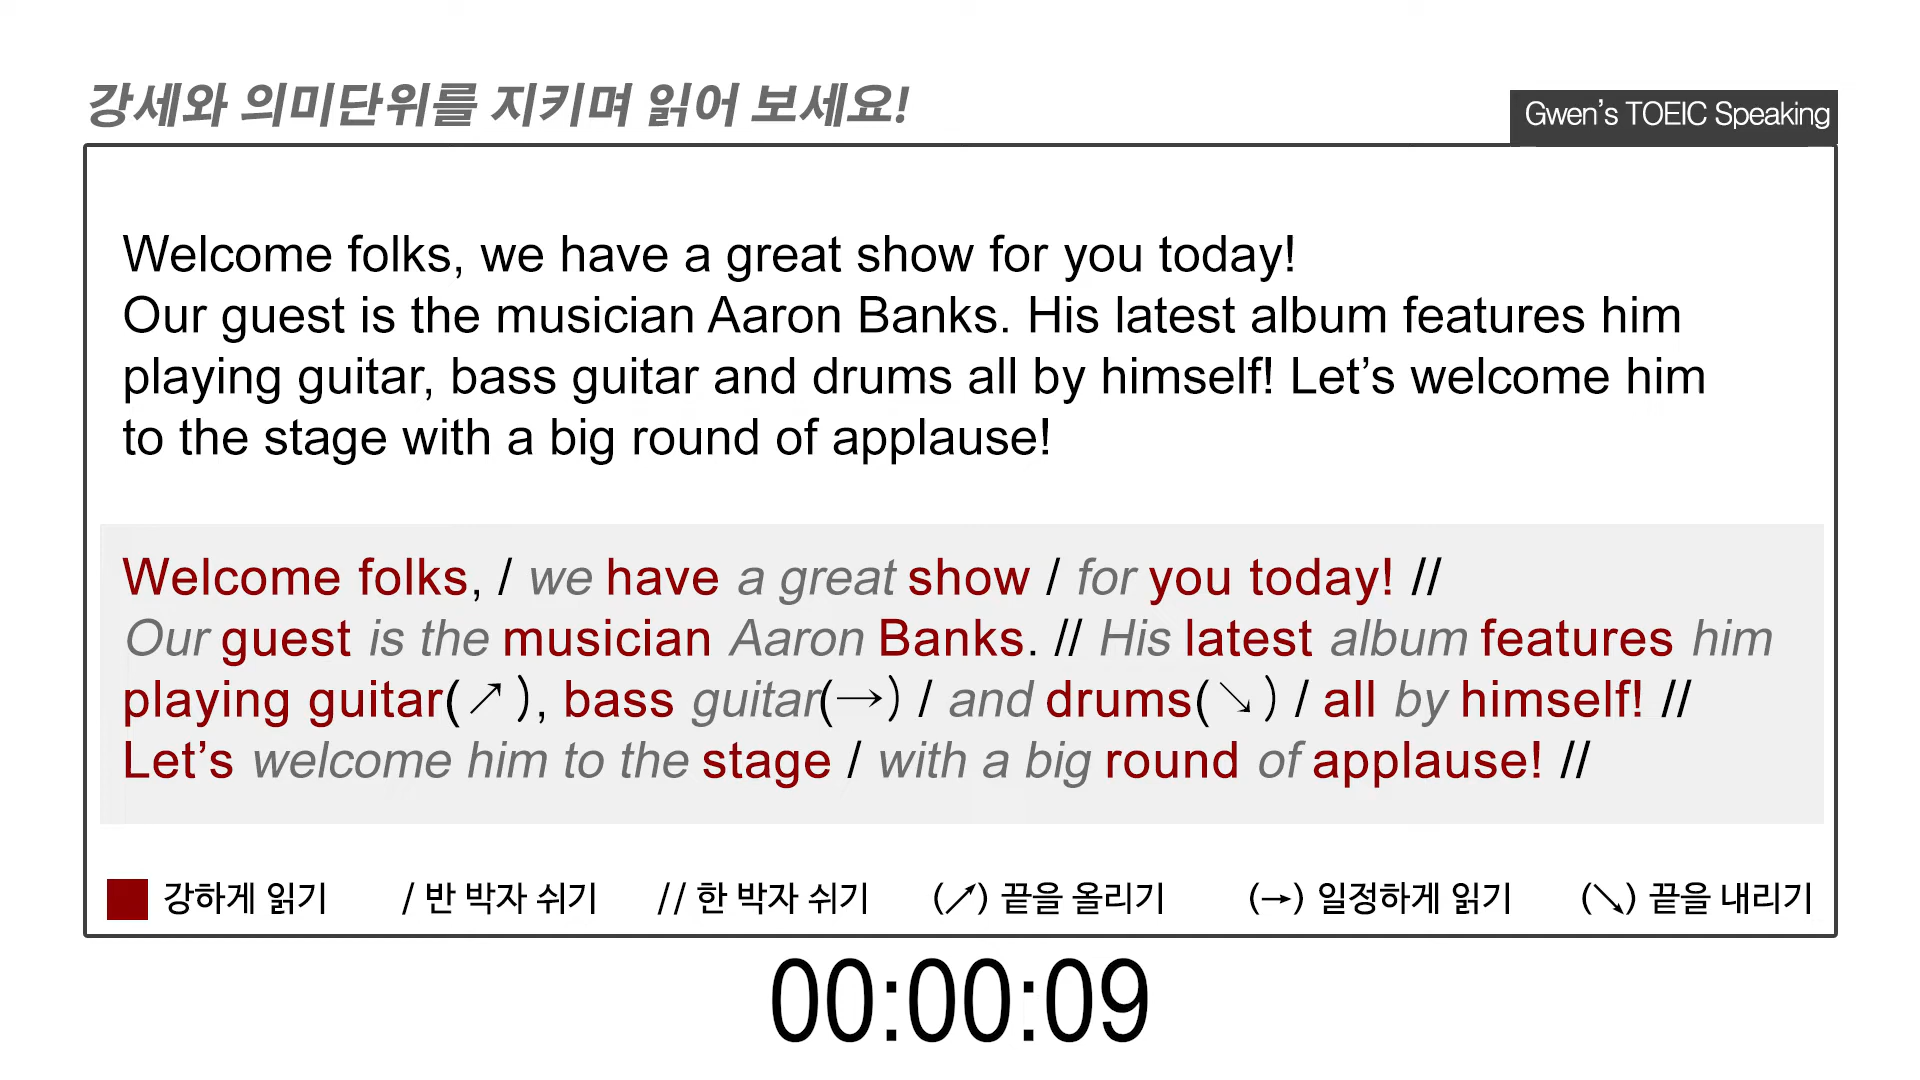 강세와 의미단위를 지키며 읽어 보세요!
Gwen's TOEIC Speaking
Welcome folks, we have a great show for you today!
Our guest is the musician Aaron Banks. His latest album features him
playing guitar, bass guitar and drums all by himself! Let’s welcome him
to the stage with a big round of applause!
Welcome folks, / we have a great show / for you today! //
Our guest is the musician Aaron Banks. // His latest album features him
playing guitar(↗), bass guitar(→) / and drums(↘) / all by himself! //
Let’s welcome him to the stage / with a big round of applause! //
강하게 읽기 / 반 박자 쉬기 // 한 박자 쉬기 (↗) 끝을 올리기 (→) 일정하게 읽기 (↘) 끝을 내리기
00:00:09